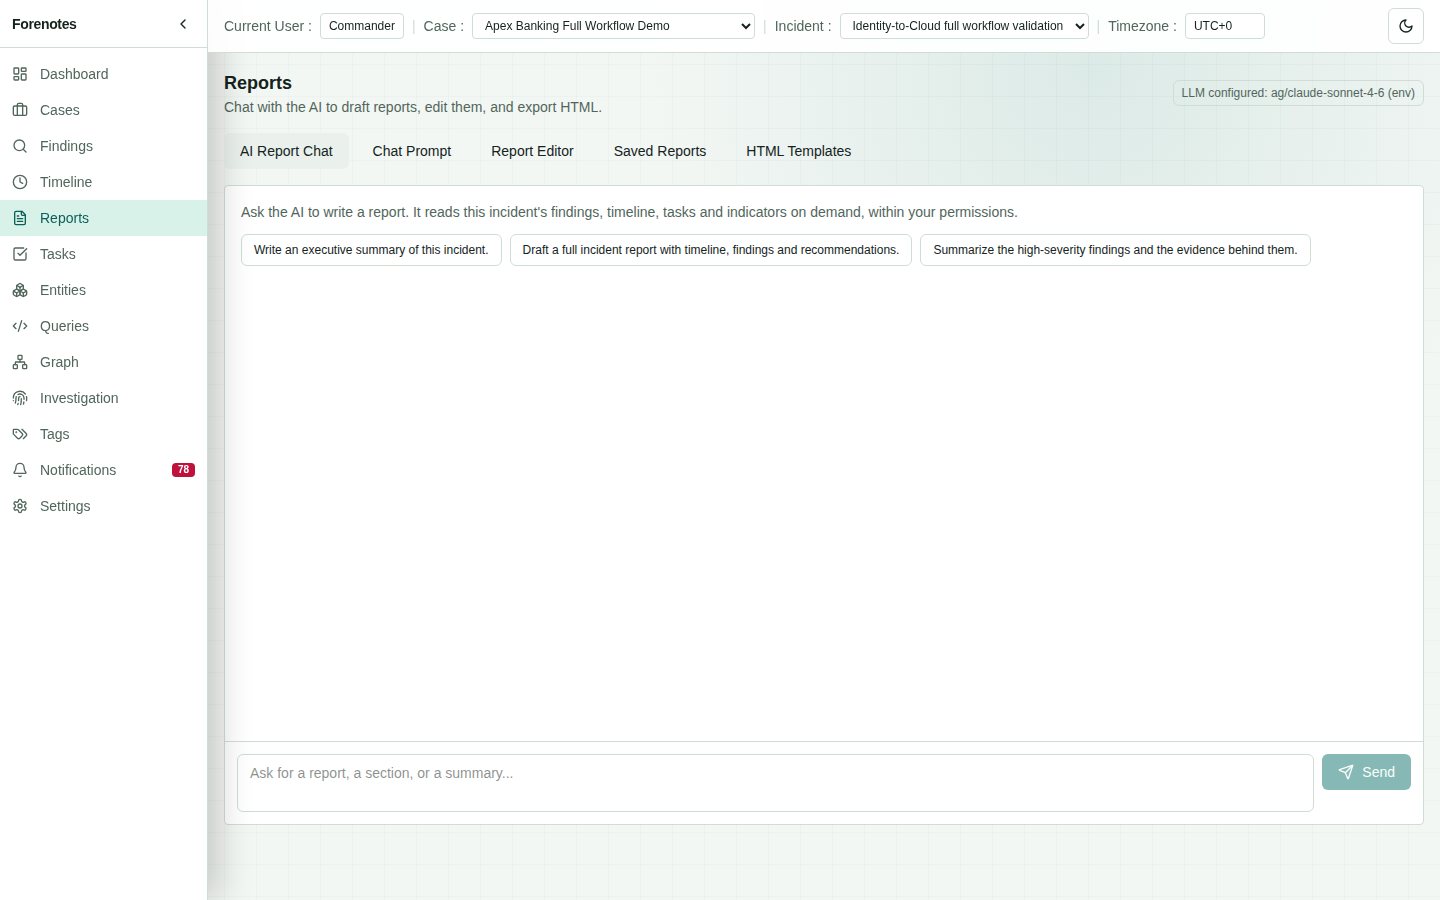 Forenotes
Current User :
Commander
|
Case :
Apex Banking Full Workflow Demo
|
Incident :
Identity-to-Cloud full workflow validation
|
Timezone :
UTC+0
Dashboard
Cases
Findings
Timeline
Reports
Tasks
Entities
Queries
Graph
Investigation
Tags
Notifications
78
Settings
Reports
Chat with the AI to draft reports, edit them, and export HTML.
LLM configured: ag/claude-sonnet-4-6 (env)
AI Report Chat
Chat Prompt
Report Editor
Saved Reports
HTML Templates
Ask the AI to write a report. It reads this incident's findings, timeline, tasks and indicators on demand, within your permissions.
Write an executive summary of this incident.
Draft a full incident report with timeline, findings and recommendations.
Summarize the high-severity findings and the evidence behind them.
Ask for a report, a section, or a summary...
Send